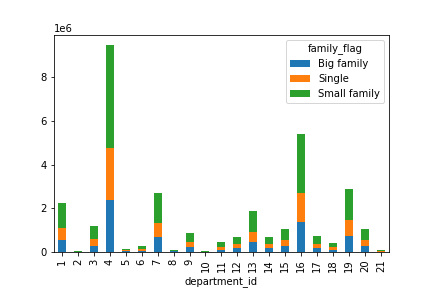 1e6
8
6
4
2
0
family_flag
Big family
Single
Small family
1 2 3 4 5 6 7 8 9 10 11 12 13 14 15 16 17 18 19 20 21
department_id